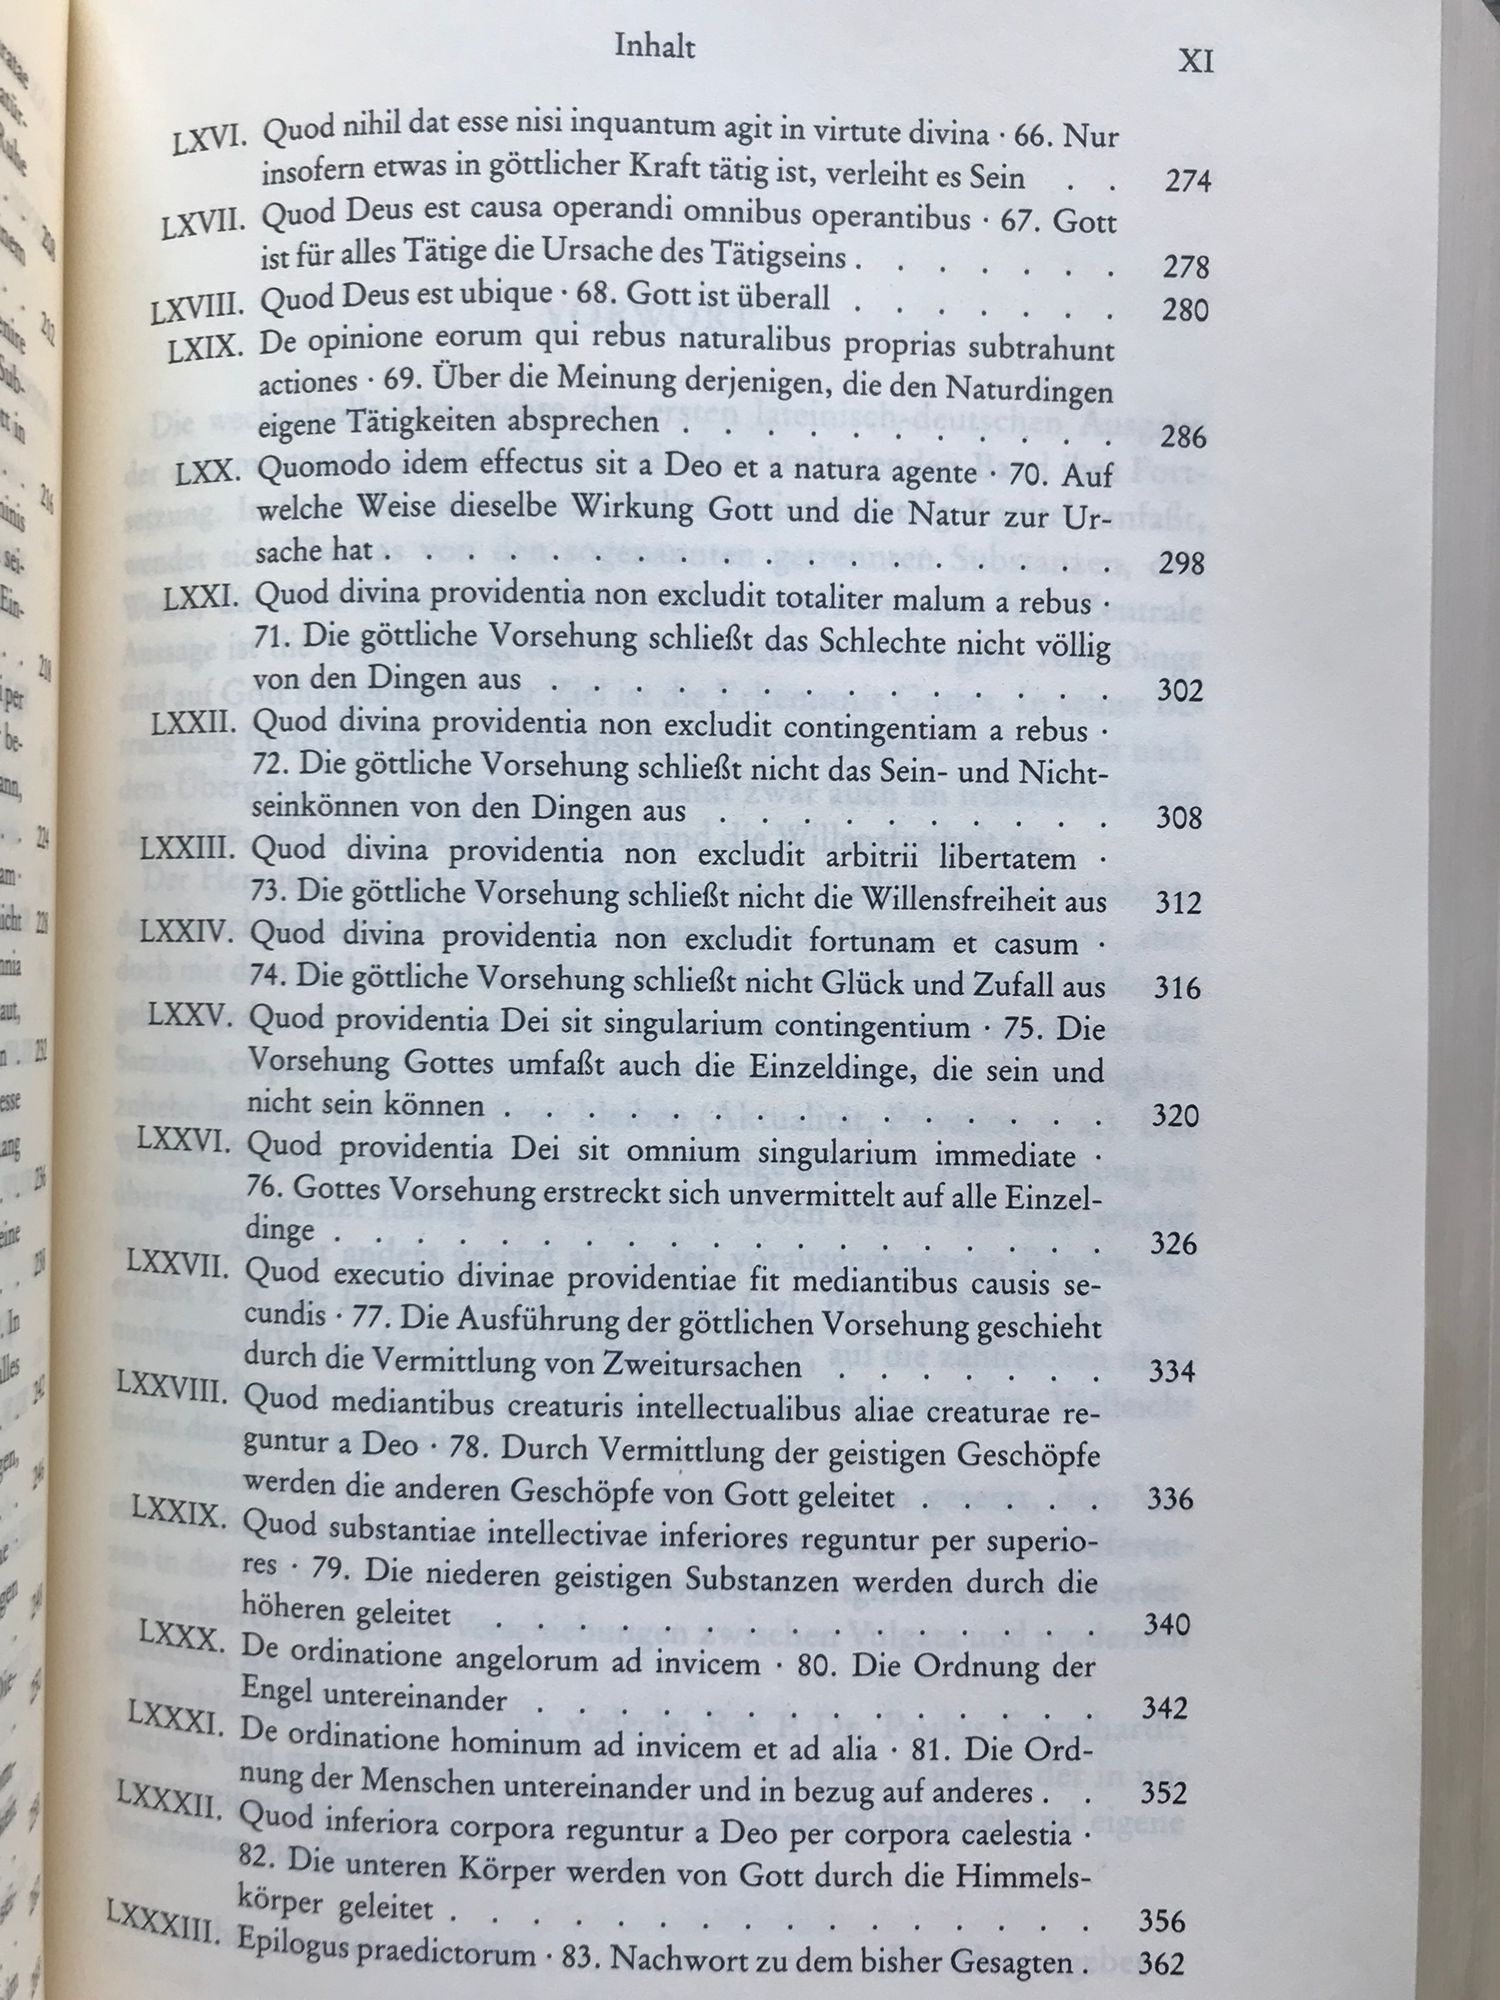 Inhalt
XI
LXVI. Quod nihil dat esse nisi inquantum agit in virtute divina · 66. Nur
insofern etwas in göttlicher Kraft tätig ist, verleiht es Sein . . 274
LXVII. Quod Deus est causa operandi omnibus operantibus · 67. Gott
ist für alles Tätige die Ursache des Tätigseins . . . . . . . 278
LXVIII. Quod Deus est ubique · 68. Gott ist überall . . . . . . . 280
LXIX. De opinione eorum qui rebus naturalibus proprias subtrahunt
actiones · 69. Über die Meinung derjenigen, die den Naturdingen
eigene Tätigkeiten absprechen . . . . . . . . . . . 286
LXX. Quomodo idem effectus sit a Deo et a natura agente · 70. Auf
welche Weise dieselbe Wirkung Gott und die Natur zur Ur-
sache hat . . . . . . . . . . . . . . . . . . 298
LXXI. Quod divina providentia non excludit totaliter malum a rebus ·
71. Die göttliche Vorsehung schließt das Schlechte nicht völlig
von den Dingen aus . . . . . . . . . . . . . . 302
LXXII. Quod divina providentia non excludit contingentiam a rebus ·
72. Die göttliche Vorsehung schließt nicht das Sein- und Nicht-
seinkönnen von den Dingen aus . . . . . . . . . . 308
LXXIII. Quod divina providentia non excludit arbitrii libertatem ·
73. Die göttliche Vorsehung schließt nicht die Willensfreiheit aus 312
LXXIV. Quod divina providentia non excludit fortunam et casum ·
74. Die göttliche Vorsehung schließt nicht Glück und Zufall aus 316
LXXV. Quod providentia Dei sit singularium contingentium · 75. Die
Vorsehung Gottes umfaßt auch die Einzeldinge, die sein und
nicht sein können . . . . . . . . . . . . . . . 320
LXXVI. Quod providentia Dei sit omnium singularium immediate ·
76. Gottes Vorsehung erstreckt sich unvermittelt auf alle Einzel-
dinge . . . . . . . . . . . . . . . . . . . 326
LXXVII. Quod executio divinae providentiae fit mediantibus causis se-
cundis · 77. Die Ausführung der göttlichen Vorsehung geschieht
durch die Vermittlung von Zweitursachen . . . . . . . 334
LXXVIII. Quod mediantibus creaturis intellectualibus aliae creaturae re-
guntur a Deo · 78. Durch Vermittlung der geistigen Geschöpfe
werden die anderen Geschöpfe von Gott geleitet . . . . . 336
LXXIX. Quod substantiae intellectivae inferiores reguntur per superio-
res · 79. Die niederen geistigen Substanzen werden durch die
höheren geleitet . . . . . . . . . . . . . . . 340
LXXX. De ordinatione angelorum ad invicem · 80. Die Ordnung der
Engel untereinander . . . . . . . . . . . . . . 342
LXXXI. De ordinatione hominum ad invicem et ad alia · 81. Die Ord-
nung der Menschen untereinander und in bezug auf anderes . . 352
LXXXII. Quod inferiora corpora reguntur a Deo per corpora caelestia ·
82. Die unteren Körper werden von Gott durch die Himmels-
körper geleitet . . . . . . . . . . . . . . . . 356
LXXXIII. Epilogus praedictorum · 83. Nachwort zu dem bisher Gesagten . 362